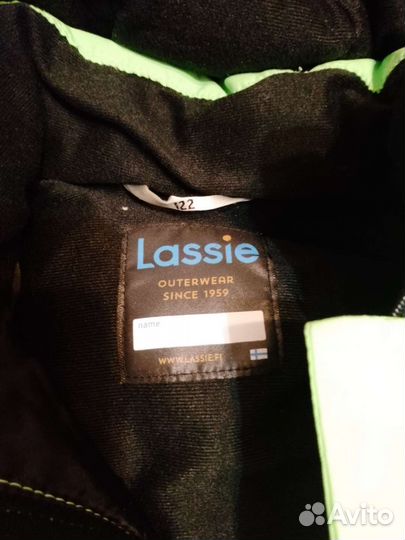 122
Lassie
OUTERWEAR
SINCE 1959
name
WWW.LASSIE.FI
Avito